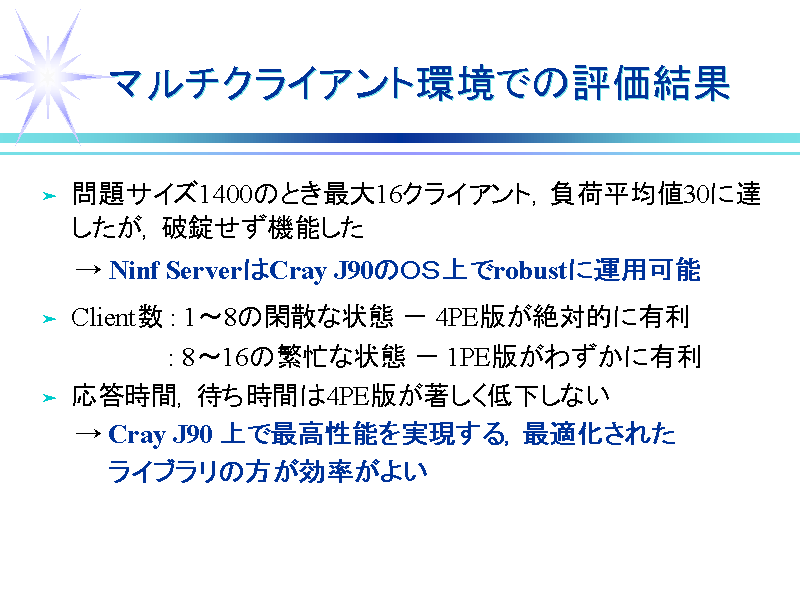 マルチクライアント環境での評価結果
➤ 問題サイズ1400のとき最大16クライアント, 負荷平均値30に達
したが, 破錠せず機能した
→ Ninf ServerはCray J90のＯＳ上でrobustに運用可能
➤ Client数 : 1～8の閑散な状態 － 4PE版が絶対的に有利
: 8～16の繁忙な状態 － 1PE版がわずかに有利
➤ 応答時間, 待ち時間は4PE版が著しく低下しない
→ Cray J90 上で最高性能を実現する, 最適化された
ライブラリの方が効率がよい